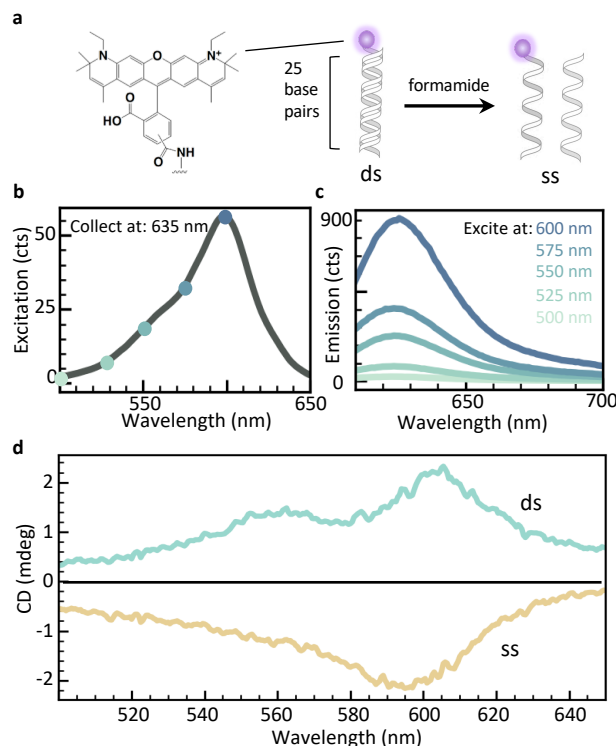 a
N
O
N+
HO
O
O
NH
25
base
pairs
formamide
ds
ss
b
c
Collect at: 635 nm
Excitation (cts)
50
25
0
550
650
Wavelength (nm)
Excite at: 600 nm
575 nm
550 nm
525 nm
500 nm
Emission (cts)
900
0
650
700
Wavelength (nm)
d
CD (mdeg)
2
1
0
-1
-2
ds
ss
520
540
560
580
600
620
640
Wavelength (nm)